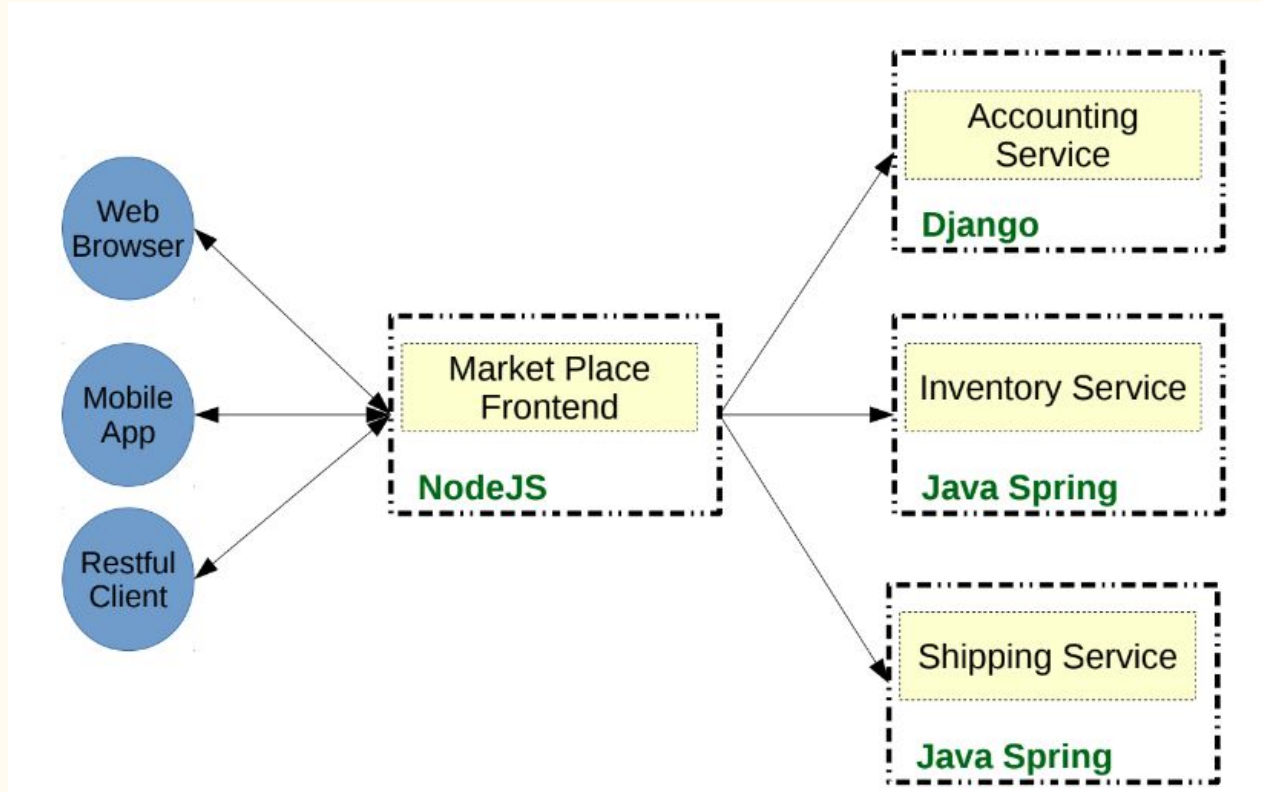 Web
Browser
Mobile
App
Restful
Client
Market Place
Frontend
NodeJS
Accounting
Service
Django
Inventory Service
Java Spring
Shipping Service
Java Spring